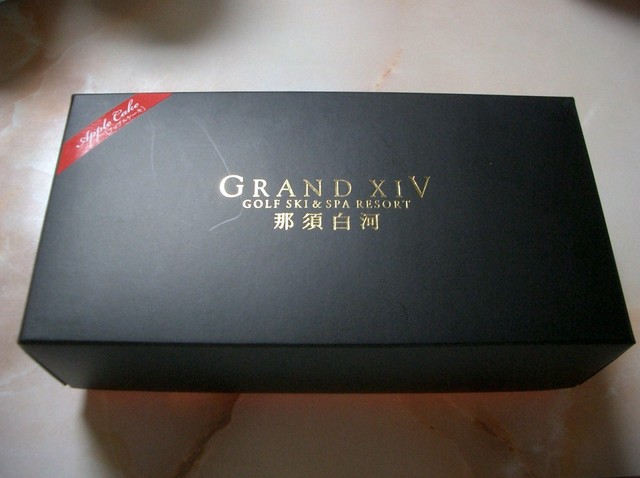 Apple Cake
GRAND XIV
GOLF SKI & SPA RESORT
那須白河